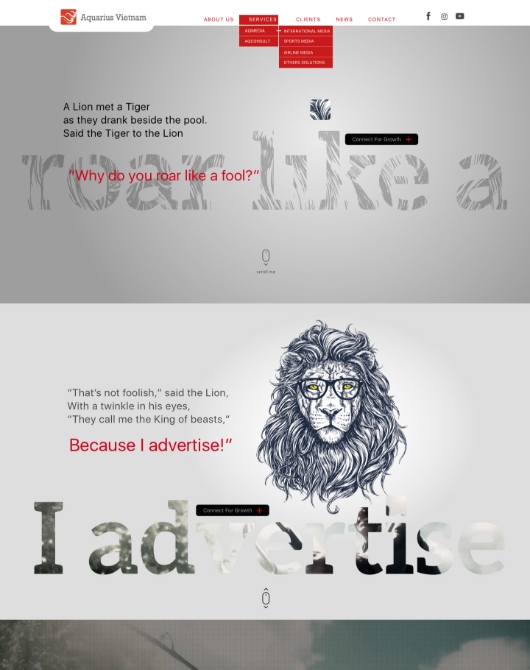 Aquarius Vietnam
ABOUT US
SERVICES
CLIENTS
NEWS
CONTACT
AQMEDIA
AQCONSULT
INTERNATIONAL MEDIA
SPORTS MEDIA
AIRLINE MEDIA
OTHERS SOLUTIONS
A Lion met a Tiger
as they drank beside the pool.
Said the Tiger to the Lion
Connect For Growth +
roar like a
"Why do you roar like a fool?"
scroll me
"That's not foolish," said the Lion,
With a twinkle in his eyes,
"They call me the King of beasts,"
Because I advertise!"
Connect For Growth +
I advertise